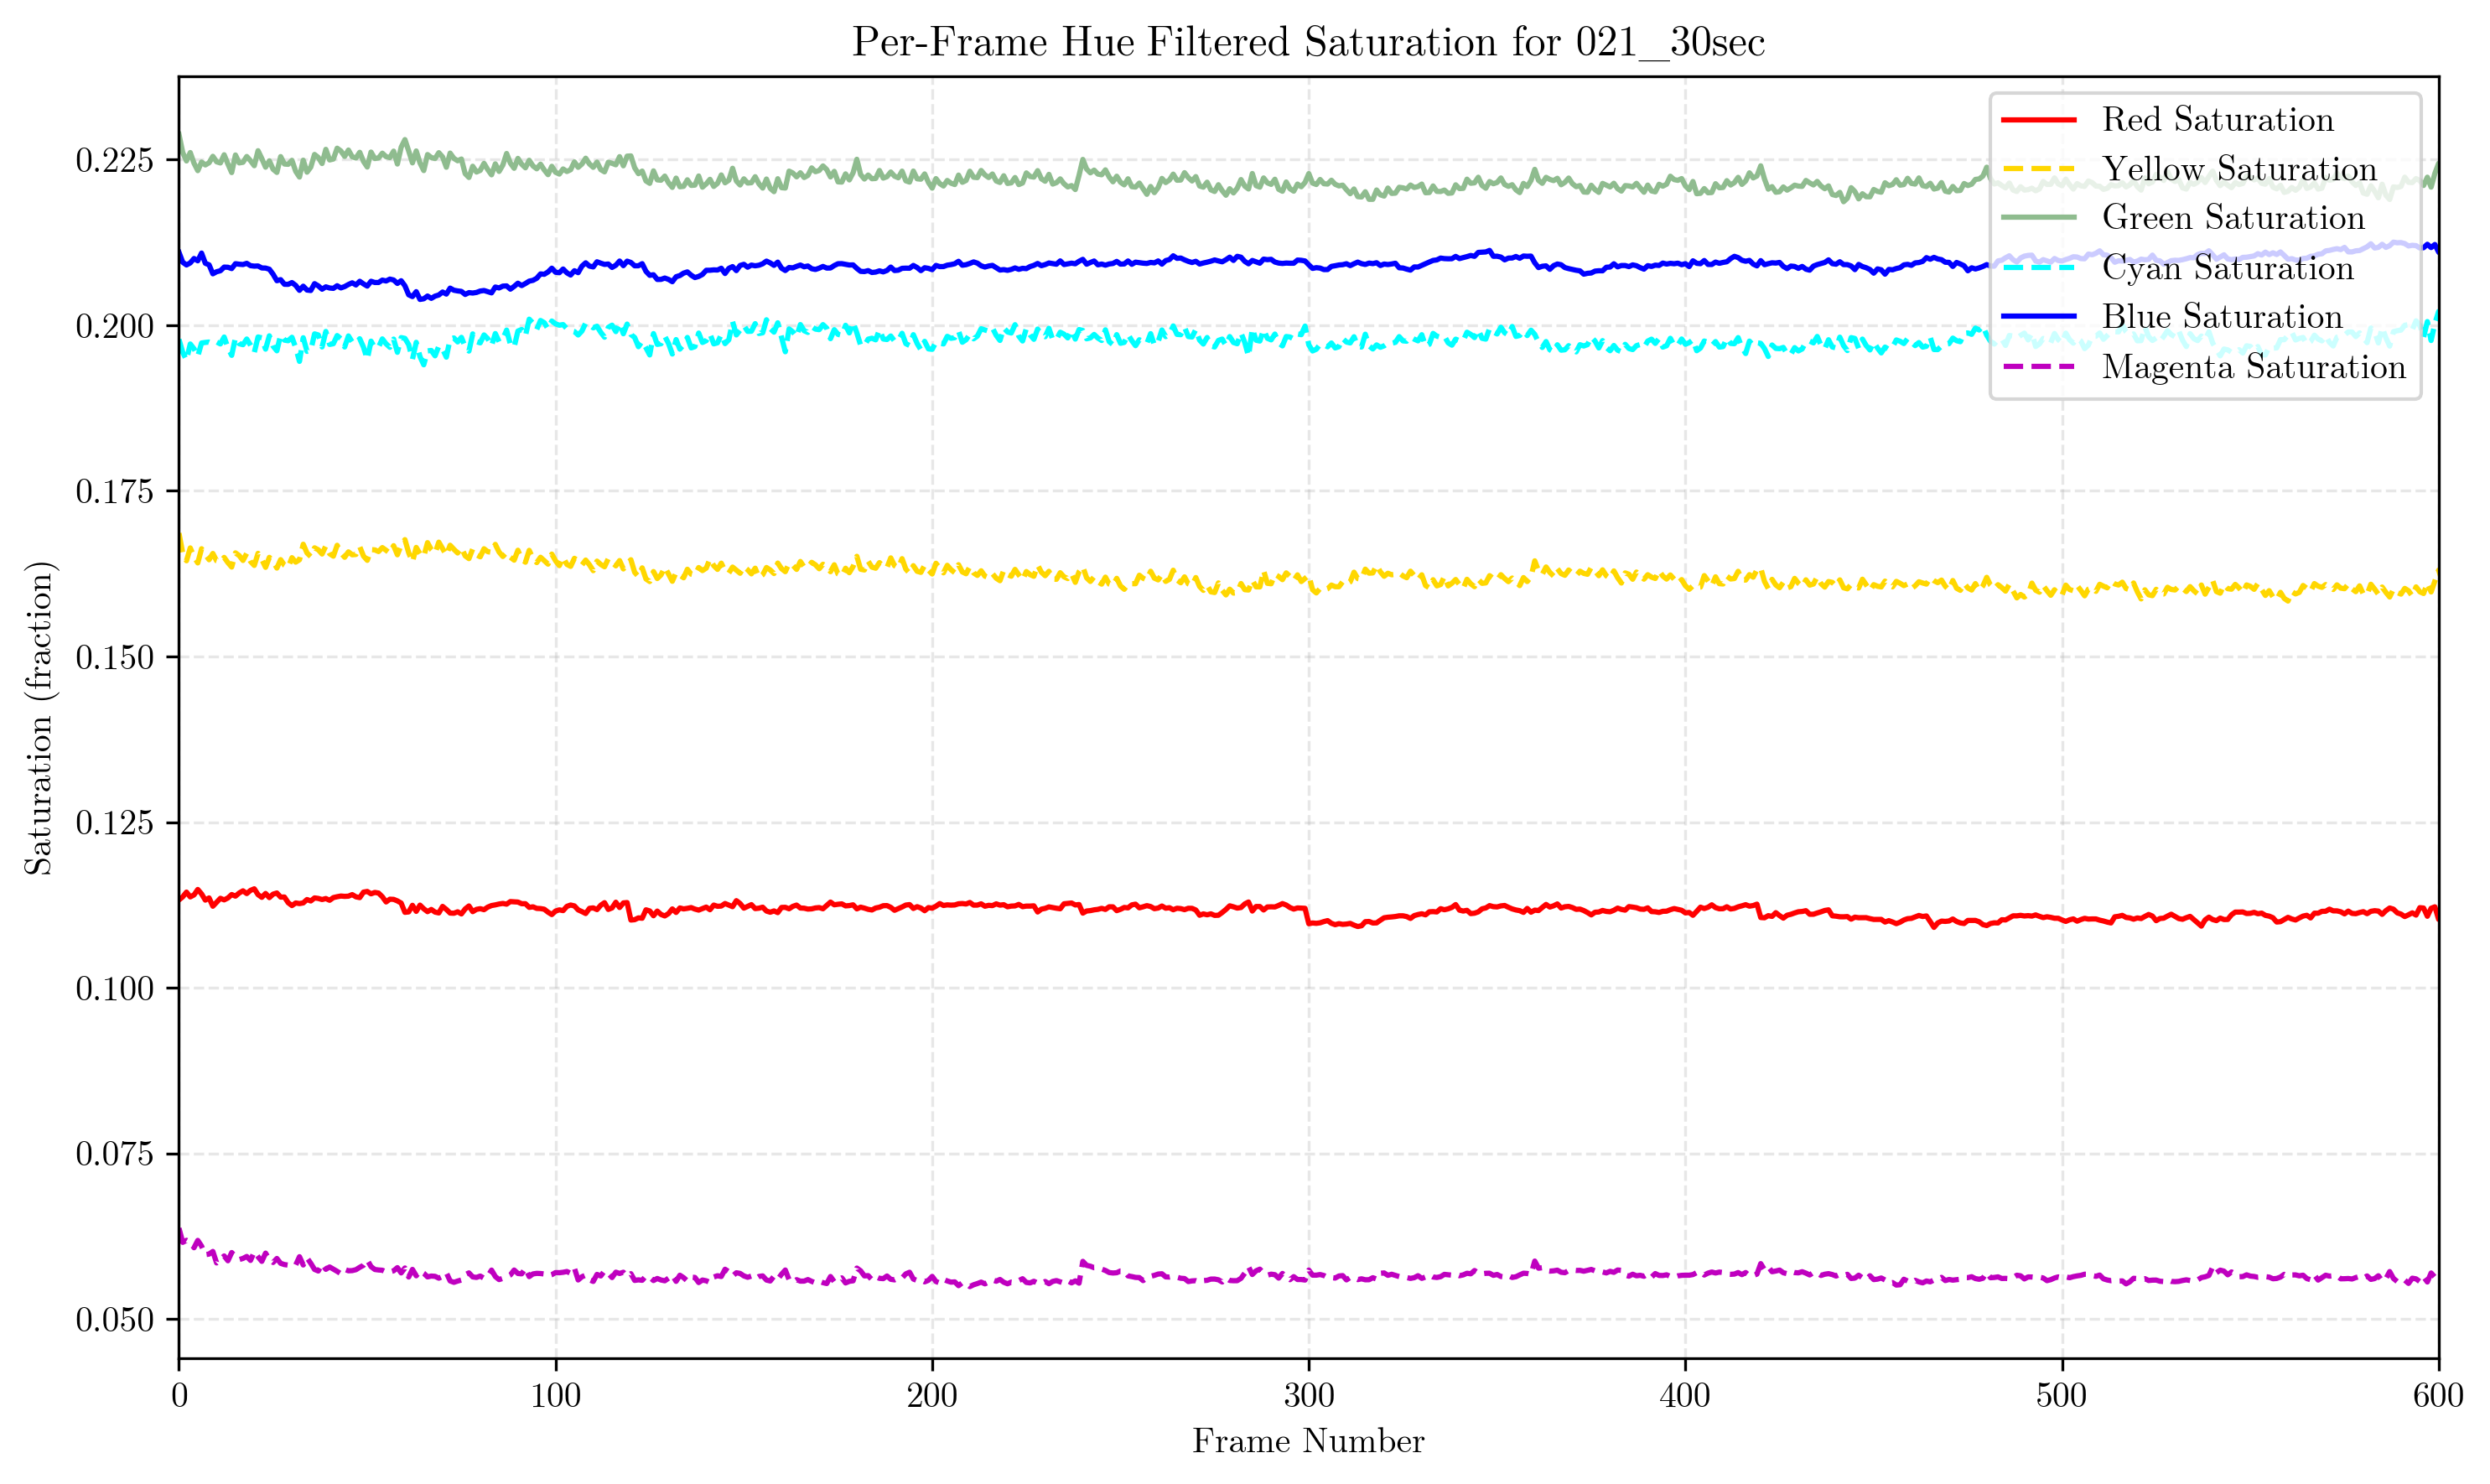 Per-Frame Hue Filtered Saturation for 021_30sec
Saturation (fraction)
0.225
0.200
0.175
0.150
0.125
0.100
0.075
0.050
Red Saturation
Yellow Saturation
Green Saturation
Cyan Saturation
Blue Saturation
Magenta Saturation
0 100 200 300 400 500 600
Frame Number